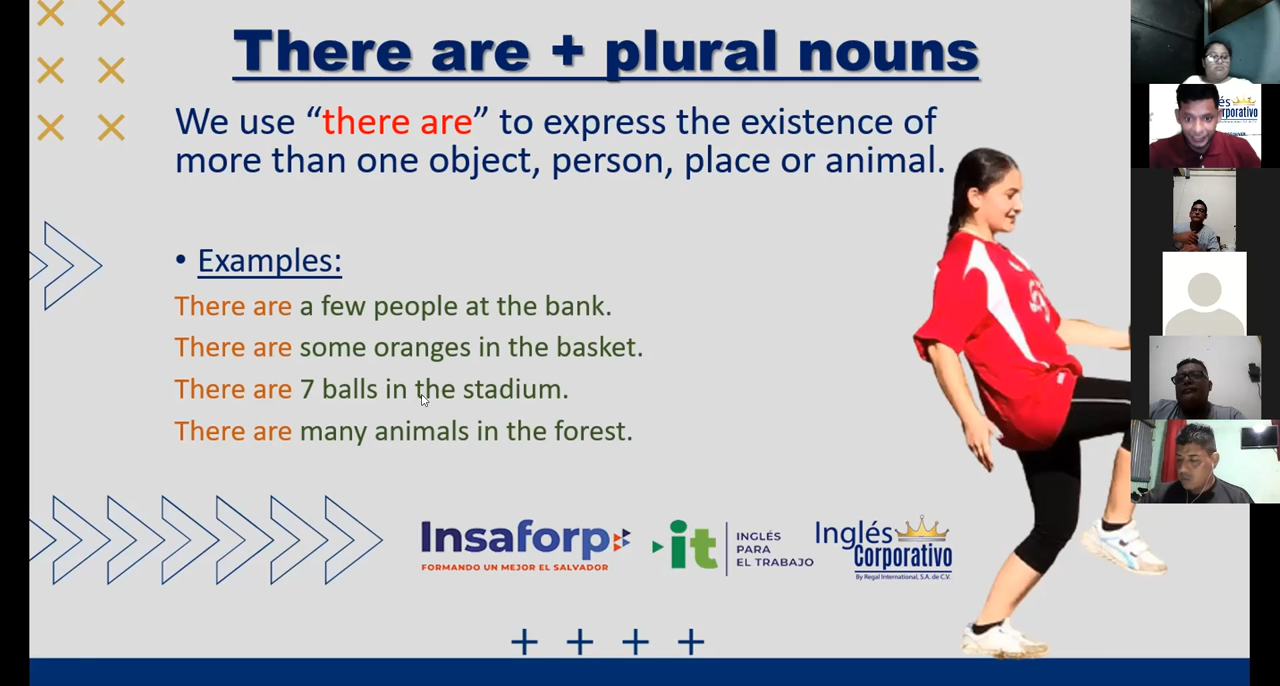 There are + plural nouns
We use “there are” to express the existence of
more than one object, person, place or animal.
• Examples:
There are a few people at the bank.
There are some oranges in the basket.
There are 7 balls in the stadium.
There are many animals in the forest.
Insaforp
FORMANDO UN MEJOR EL SALVADOR
it
INGLÉS
PARA
EL TRABAJO
Inglés
Corporativo
By Regal International, S.A. de C.V.